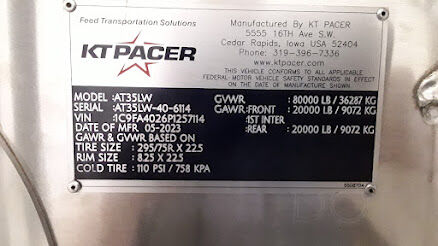 Feed Transportation Solutions
KT PACER
Manufactured By KT PACER
5555 16TH Ave S.W.
Cedar Rapids, Iowa USA 52404
Phone: 319-396-7336
www.ktpacer.com
THIS VEHICLE CONFORMS TO ALL APPLICABLE
FEDERAL MOTOR VEHICLE SAFETY STANDARDS IN EFFECT
ON THE DATE OF MANUFACTURE SHOWN
MODEL :AT35LW
SERIAL :AT35LW-40-6114
VIN :1C9FA4026P1257114
DATE OF MFR 05-2023
GAWR & GVWR BASED ON
TIRE SIZE : 295/75R X 22.5
RIM SIZE : 8.25 X 22.5
COLD TIRE : 110 PSI / 758 KPA
GVWR : 80000 LB / 36287 KG
GAWR :FRONT : 20000 LB / 9072 KG
:1ST INTER
:REAR : 20000 LB / 9072 KG